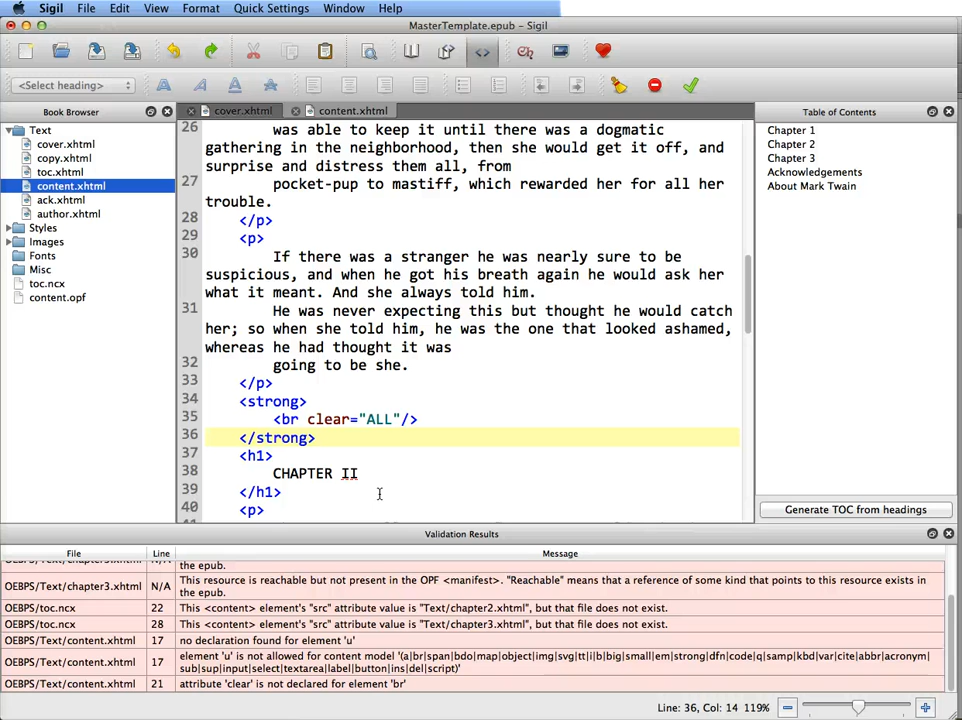 Sigil File Edit View Format Quick Settings Window Help
MasterTemplate.epub - Sigil
<Select heading>
A A A A
Book Browser
cover.xhtml content.xhtml
Table of Contents
Text
cover.xhtml
copy.xhtml
toc.xhtml
content.xhtml
ack.xhtml
author.xhtml
Styles
Images
Fonts
Misc
toc.ncx
content.opf
26 was able to keep it until there was a dogmatic
gathering in the neighborhood, then she would get it off, and
surprise and distress them all, from
27 pocket-pup to mastiff, which rewarded her for all her
trouble.
28 </p>
29 <p>
30 If there was a stranger he was nearly sure to be
suspicious, and when he got his breath again he would ask her
what it meant. And she always told him.
31 He was never expecting this but thought he would catch
her; so when she told him, he was the one that looked ashamed,
whereas he had thought it was
32 going to be she.
33 </p>
34 <strong>
35 <br clear="ALL"/>
36 </strong>
37 <h1>
38 CHAPTER II
39 </h1>
40 <p>
Chapter 1
Chapter 2
Chapter 3
Acknowledgements
About Mark Twain
Generate TOC from headings
Validation Results
File Line Message
the epub.
OEBPS/Text/chapter3.xhtml N/A This resource is reachable but not present in the OPF <manifest>. "Reachable" means that a reference of some kind that points to this resource exists in
the epub.
OEBPS/toc.ncx 22 This <content> element's "src" attribute value is "Text/chapter2.xhtml", but that file does not exist.
OEBPS/toc.ncx 28 This <content> element's "src" attribute value is "Text/chapter3.xhtml", but that file does not exist.
OEBPS/Text/content.xhtml 17 no declaration found for element 'u'
OEBPS/Text/content.xhtml 17 element 'u' is not allowed for content model '(a|br|span|bdo|map|object|img|svg|tt|i|b|big|small|em|strong|dfn|code|q|samp|kbd|var|cite|abbr|acronym|
sub|sup|input|select|textarea|label|button|ins|del|script)'
OEBPS/Text/content.xhtml 21 attribute 'clear' is not declared for element 'br'
Line: 36, Col: 14 119%